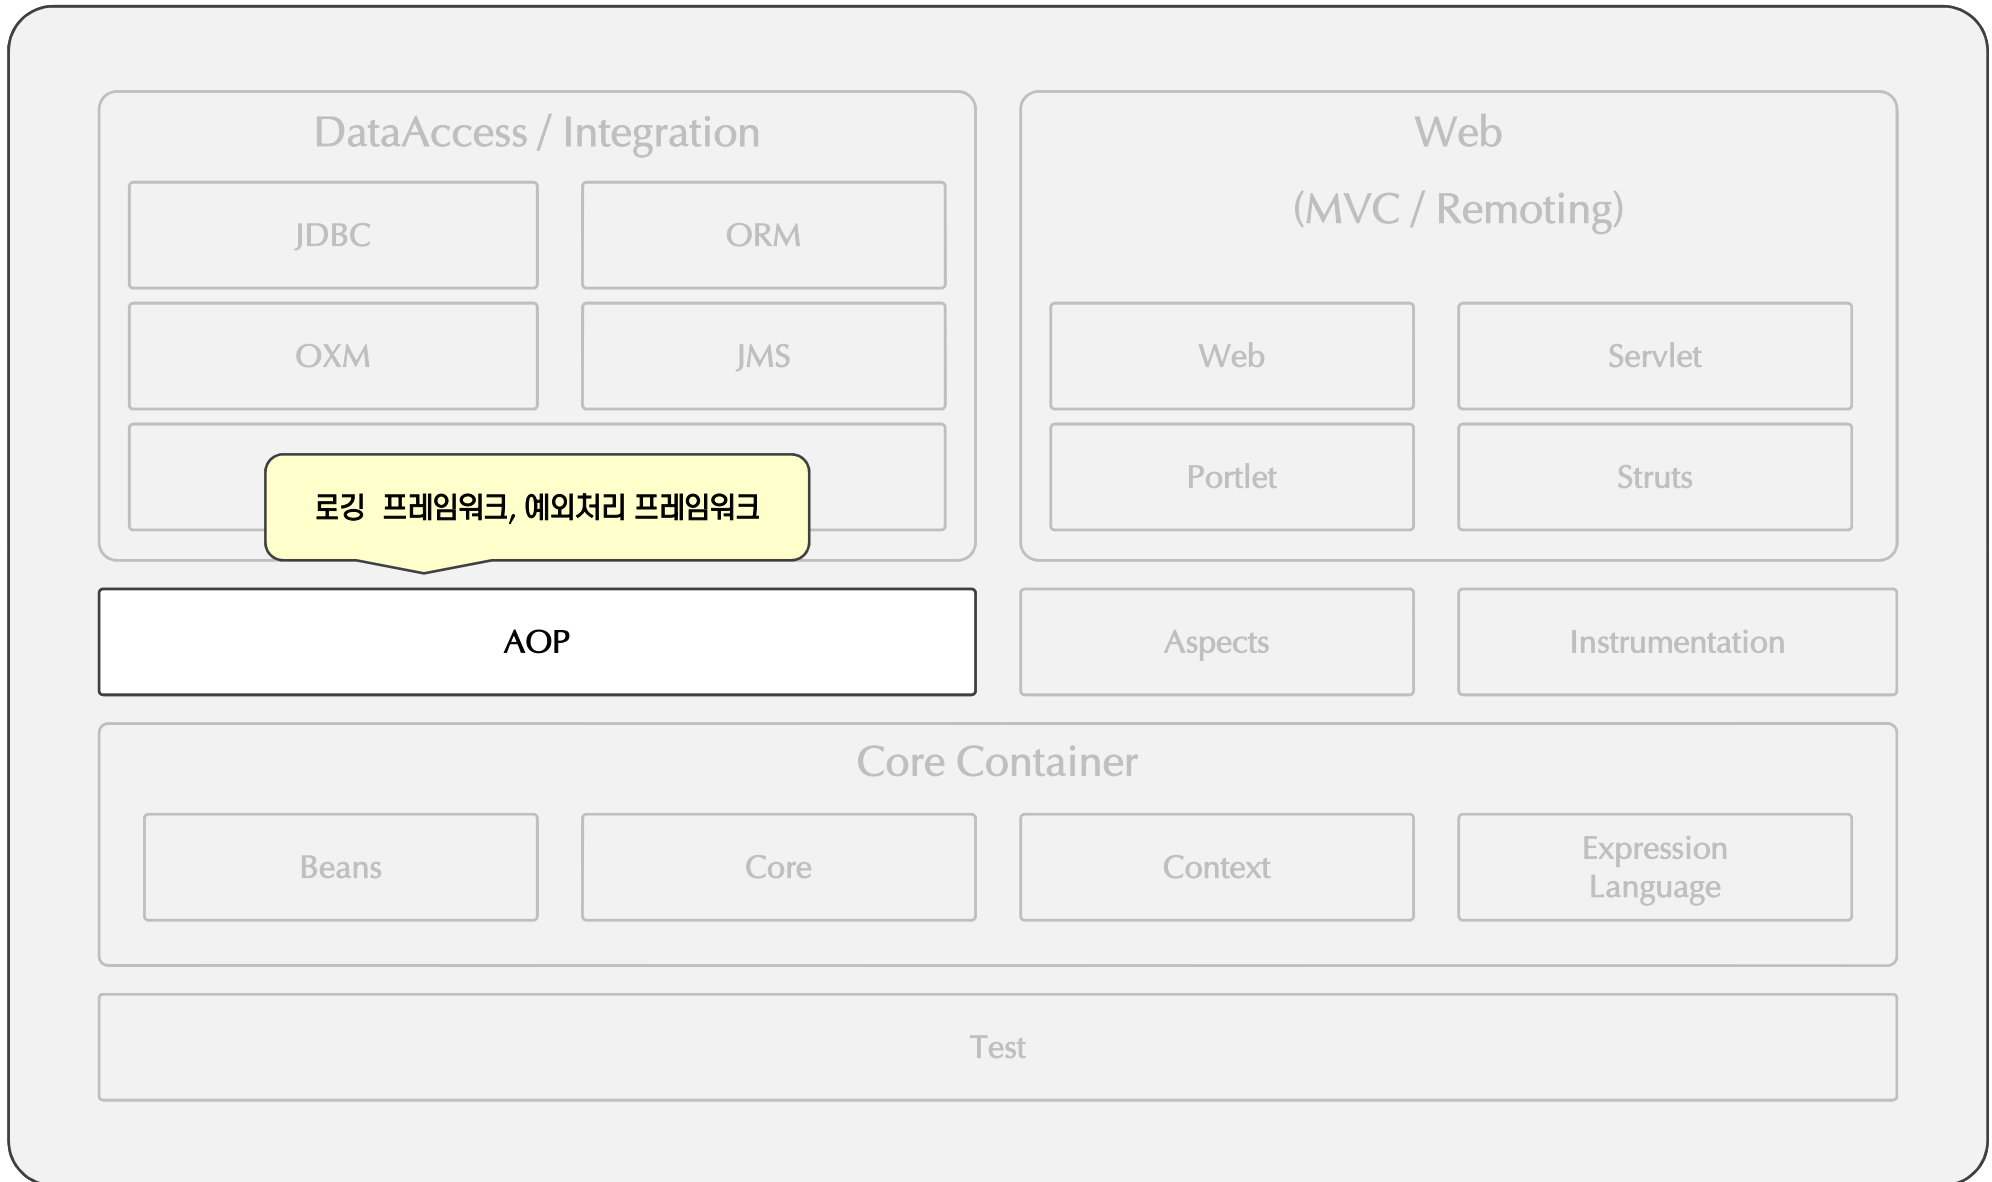 DataAccess / Integration
JDBC
ORM
OXM
JMS
로깅  프레임워크, 예외처리 프레임워크
Web
(MVC / Remoting)
Web
Servlet
Portlet
Struts
AOP
Aspects
Instrumentation
Core Container
Beans
Core
Context
Expression
Language
Test